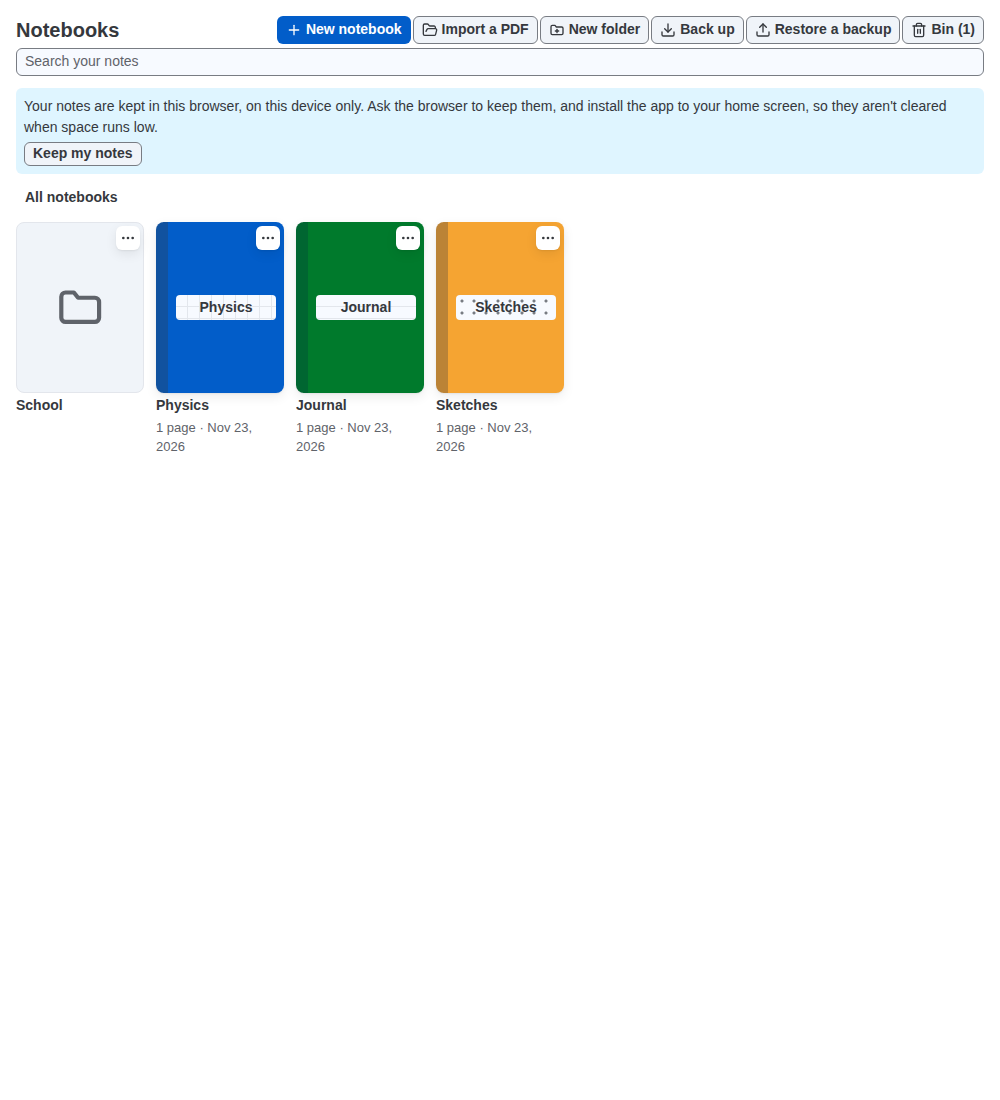 Notebooks
New notebook
Import a PDF
New folder
Back up
Restore a backup
Bin (1)
Search your notes
Your notes are kept in this browser, on this device only. Ask the browser to keep them, and install the app to your home screen, so they aren't cleared
when space runs low.
Keep my notes
All notebooks
Physics
Journal
Sketches
School
Physics
1 page · Nov 23,
2026
Journal
1 page · Nov 23,
2026
Sketches
1 page · Nov 23,
2026